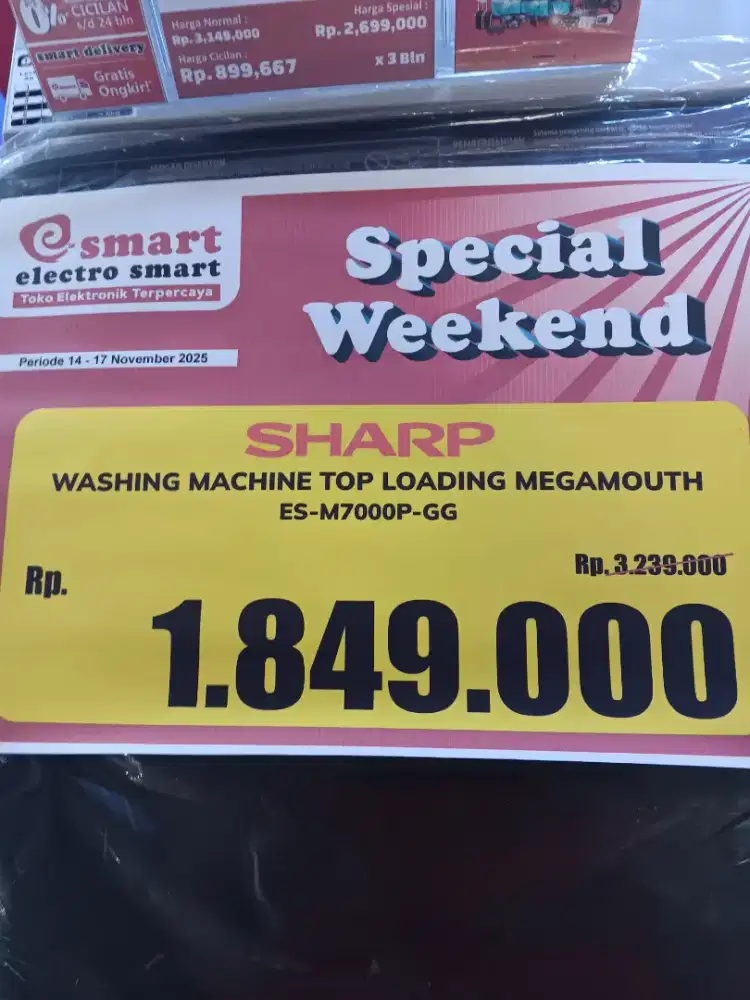 % CICILAN
s/d 24 bln
smart delivery
Gratis
Ongkir!
Harga Normal :
Rp. 3,149,000
Harga Cicilan :
Rp. 899,667
Harga Spesial :
Rp. 2,699,000
x 3 Bln
e smart
electro smart
Toko Elektronik Terpercaya
Special
Weekend
Periode 14 - 17 November 2025
SHARP
WASHING MACHINE TOP LOADING MEGAMOUTH
ES-M7000P-GG
Rp. 3.239.000
Rp.
1.849.000